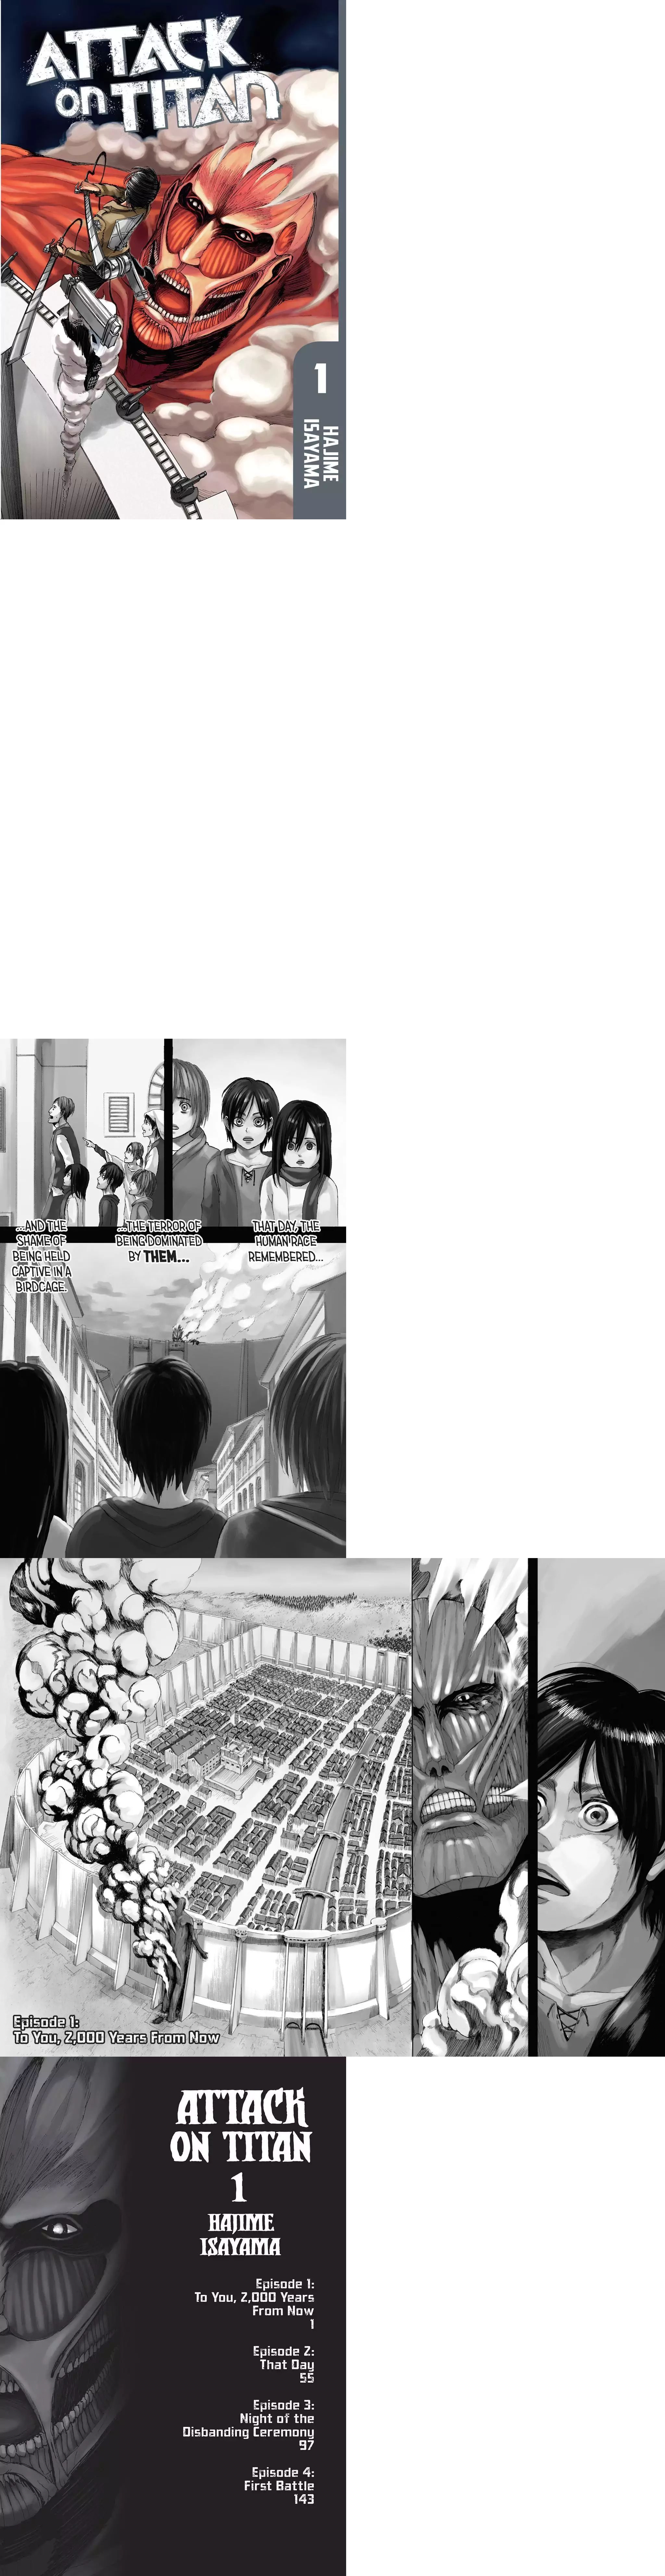 ATTACK
on TITAN
1
HAJIME
ISAYAMA
THAT DAY, THE
HUMAN RACE
REMEMBERED...
...THE TERROR OF
BEING DOMINATED
BY THEM...
...AND THE
SHAME OF
BEING HELD
CAPTIVE IN A
BIRDCAGE.
Episode 1:
To You, 2,000 Years From Now
ATTACK
ON TITAN
1
HAJIME
ISAYAMA
Episode 1:
To You, 2,000 Years
From Now
1
Episode 2:
That Day
55
Episode 3:
Night of the
Disbanding Ceremony
97
Episode 4:
First Battle
143